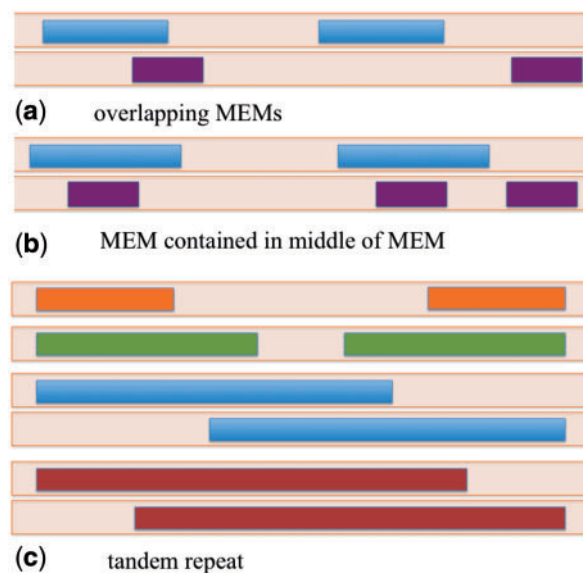 (a) overlapping MEMs
(b) MEM contained in middle of MEM
(c) tandem repeat